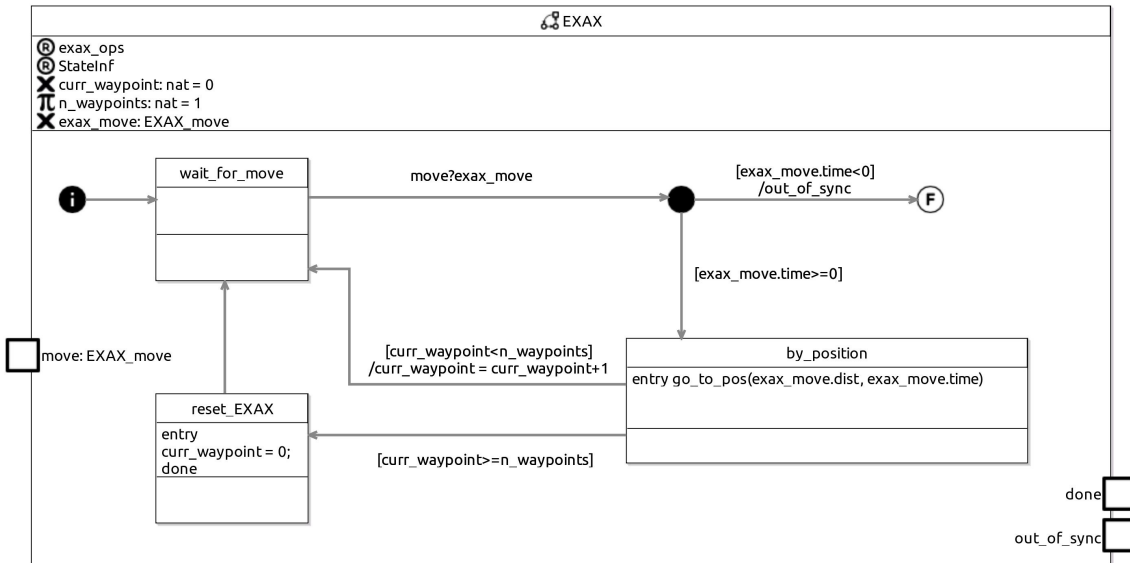 EXAX
R exax_ops
R StateInf
X curr_waypoint: nat = 0
π n_waypoints: nat = 1
X exax_move: EXAX_move
i
wait_for_move
move?exax_move
[exax_move.time<0]
/out_of_sync
F
[exax_move.time>=0]
move: EXAX_move
[curr_waypoint<n_waypoints]
/curr_waypoint = curr_waypoint+1
by_position
entry go_to_pos(exax_move.dist, exax_move.time)
reset_EXAX
entry
curr_waypoint = 0;
done
[curr_waypoint>=n_waypoints]
done
out_of_sync